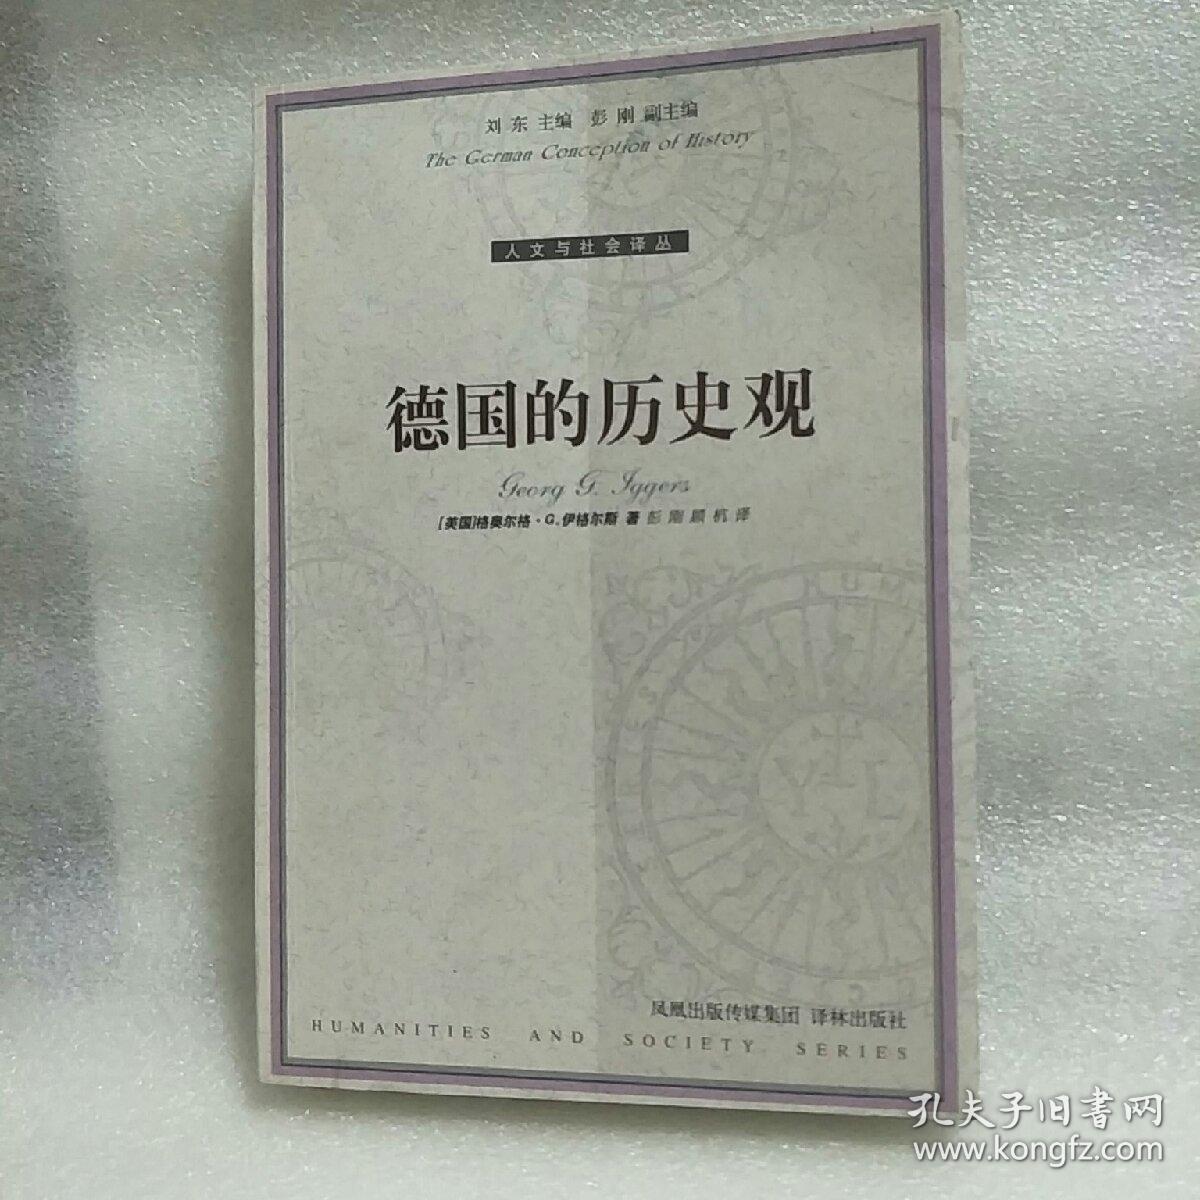 刘东 主编 彭刚 副主编
The German Conception of History
人文与社会译丛
德国的历史观
Georg G. Iggers
[美国]格奥尔格·G.伊格尔斯 著 彭刚 顾杭 译
凤凰出版传媒集团 译林出版社
HUMANITIES AND SOCIETY SERIES
孔夫子旧书网
www.kongfz.com